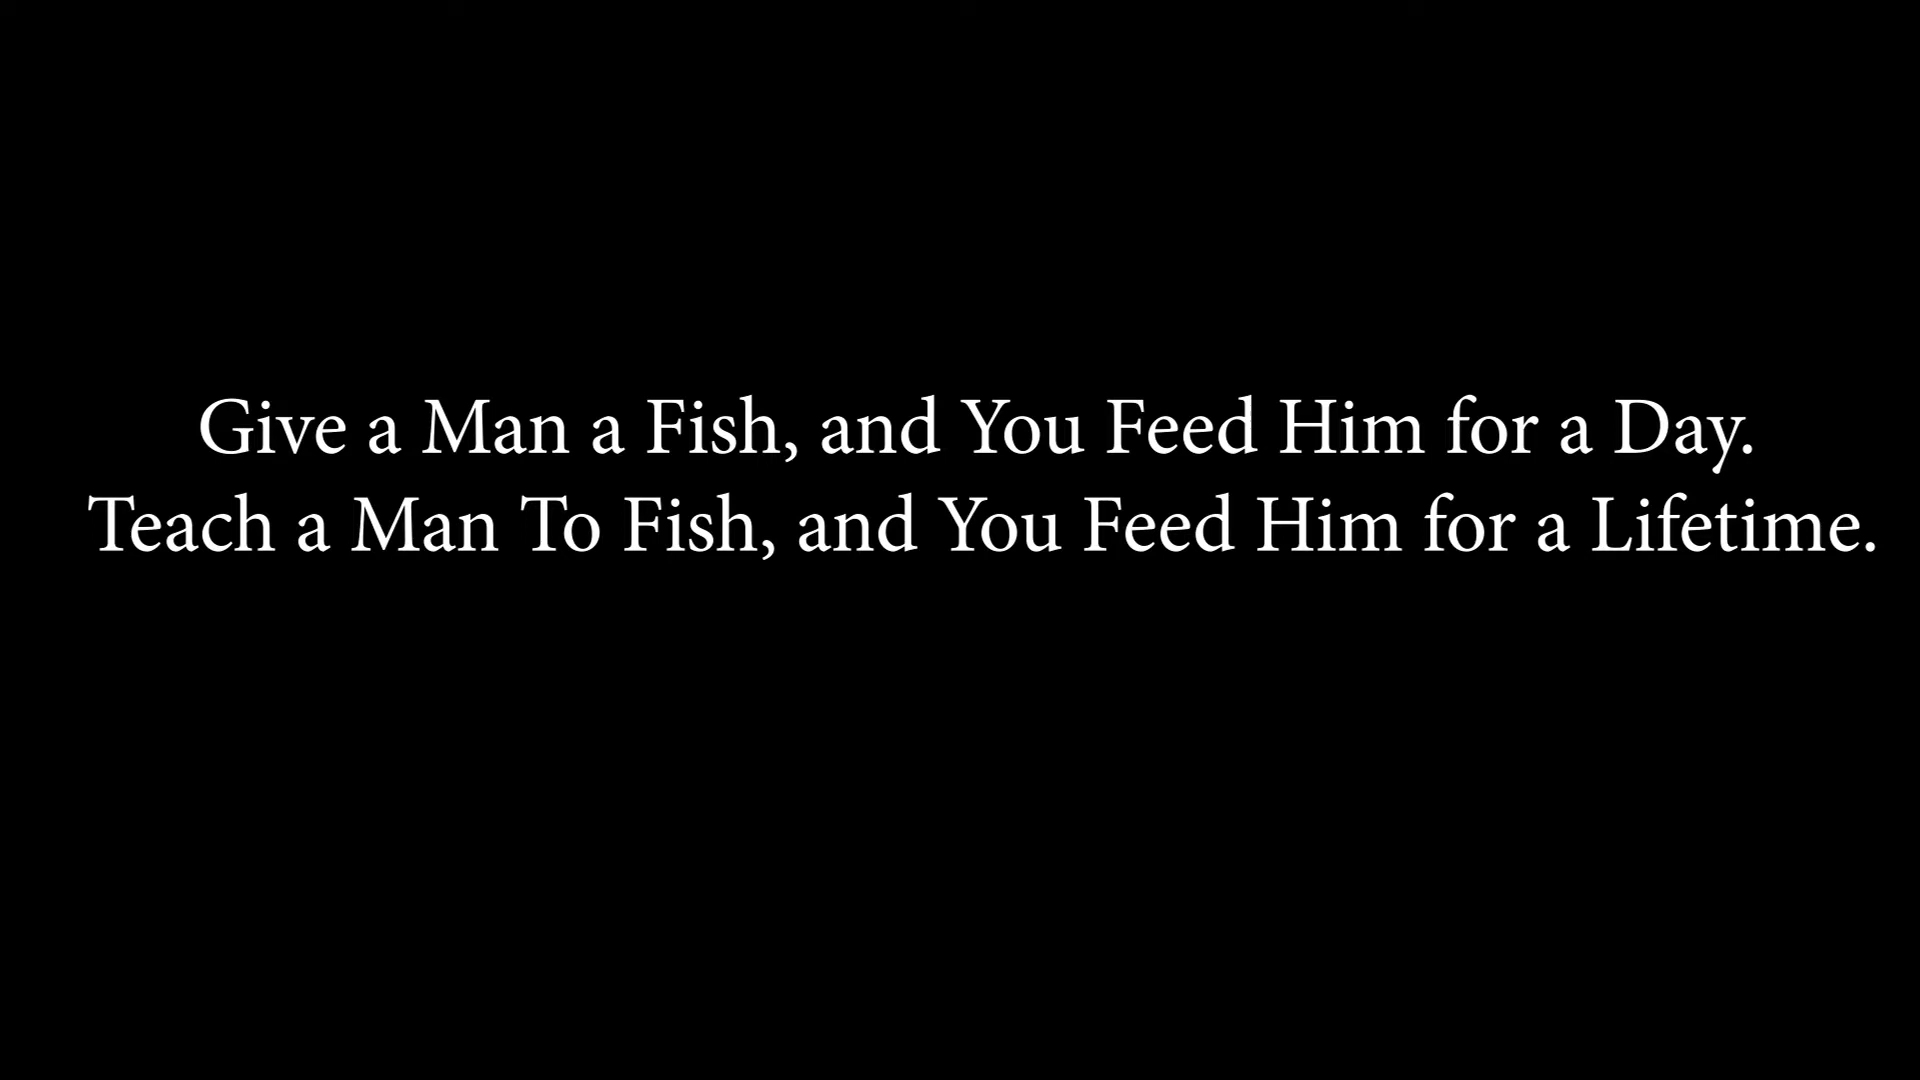 Give a Man a Fish, and You Feed Him for a Day.
Teach a Man To Fish, and You Feed Him for a Lifetime.